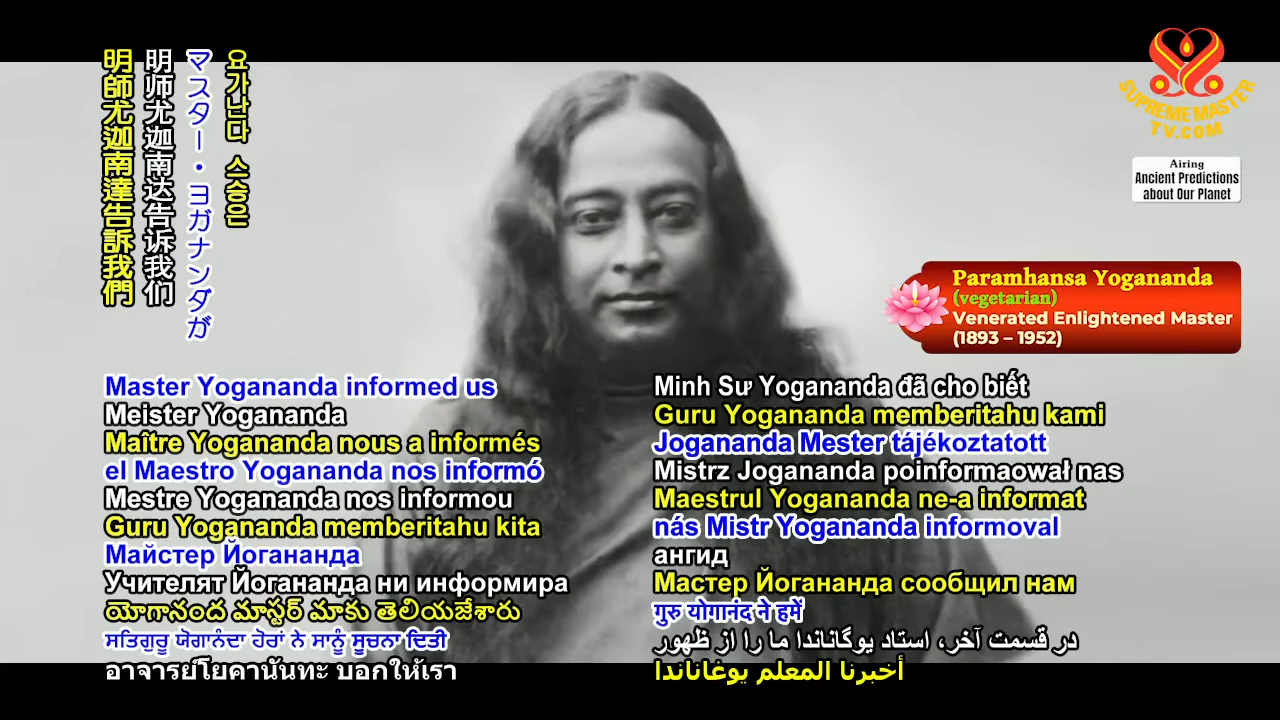 明師尤迦南達告訴我們
明师尤迦南达告诉我们
マスター・ヨガナンダが
요가난다 스승은
SUPREME MASTER
TV.COM
Airing
Ancient Predictions
about Our Planet
Paramhansa Yogananda
(vegetarian)
Venerated Enlightened Master
(1893 – 1952)
Master Yogananda informed us
Meister Yogananda
Maître Yogananda nous a informés
el Maestro Yogananda nos informó
Mestre Yogananda nos informou
Guru Yogananda memberitahu kita
Майстер Йогананда
Учителят Йогананда ни информира
యోగానంద మాస్టర్ మాకు తెలియజేశారు
ਸਤਿਗੁਰੂ ਯੋਗਾਨੰਦਾ ਹੋਰਾਂ ਨੇ ਸਾਨੂੰ ਸੂਚਨਾ ਦਿਤੀ
อาจารย์โยคานันทะ บอกให้เรา
Minh Sư Yogananda đã cho biết
Guru Yogananda memberitahu kami
Jogananda Mester tájékoztatott
Mistrz Jogananda poinformaował nas
Maestrul Yogananda ne-a informat
nás Mistr Yogananda informoval
ангид
Мастер Йогананда сообщил нам
गुरु योगानंद ने हमें
در قسمت آخر، استاد یوگاناندا ما را از ظهور
أخبرنا المعلم يوغاناندا